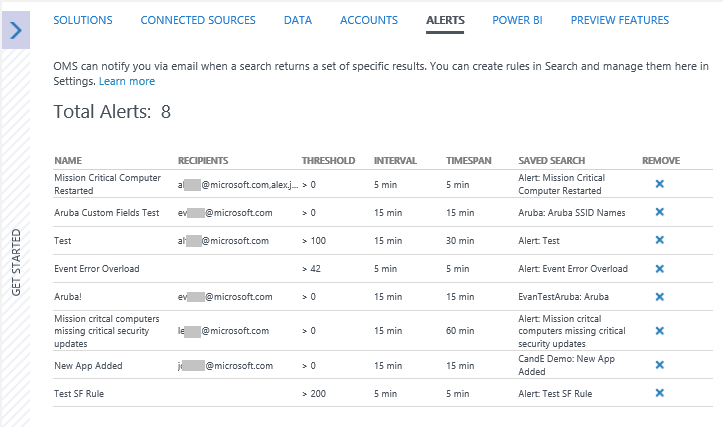 SOLUTIONS CONNECTED SOURCES DATA ACCOUNTS ALERTS POWER BI PREVIEW FEATURES
OMS can notify you via email when a search returns a set of specific results. You can create rules in Search and manage them here in
Settings. Learn more
Total Alerts: 8
NAME RECIPIENTS THRESHOLD INTERVAL TIMESPAN SAVED SEARCH REMOVE
Mission Critical Computer
Restarted
@microsoft.com,alex.j... > 0 5 min 5 min
Alert: Mission Critical
Computer Restarted
Aruba Custom Fields Test ev @microsoft.com > 0 15 min 15 min Aruba: Aruba SSID Names
Test @microsoft.com > 100 15 min 30 min Alert: Test
Event Error Overload > 42 5 min 5 min Alert: Event Error Overload
Aruba! ev @microsoft.com > 0 15 min 15 min EvanTestAruba: Aruba
Mission critcal computers
missing critical security
updates
le @microsoft.com > 0 15 min 60 min
Alert: Mission critcal
computers missing critical
security updates
New App Added @microsoft.com > 0 15 min 15 min
CandE Demo: New App
Added
Test SF Rule > 200 5 min 5 min Alert: Test SF Rule
GET STARTED